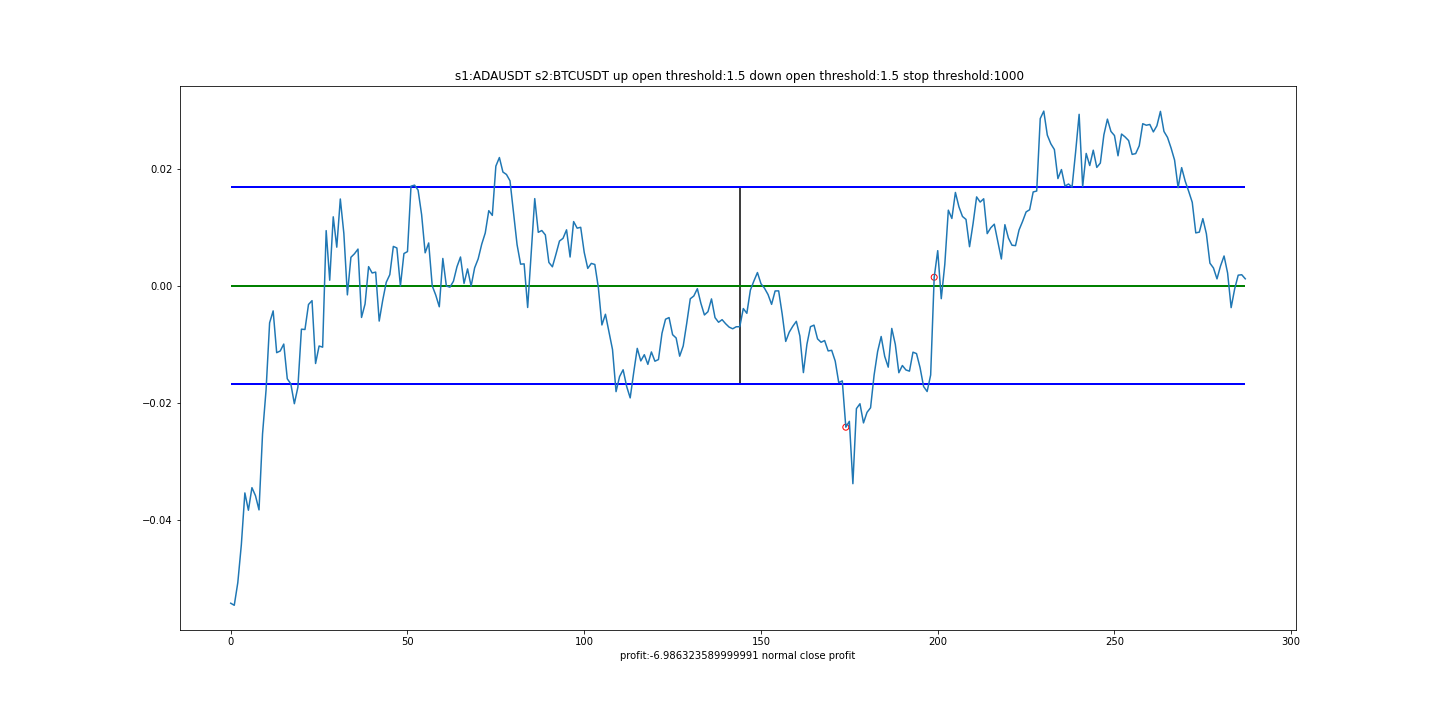 s1:ADAUSDT s2:BTCUSDT up open threshold:1.5 down open threshold:1.5 stop threshold:1000
0.02
0.00
−0.02
−0.04
0 50 100 150 200 250 300
profit:-6.986323589999991 normal close profit